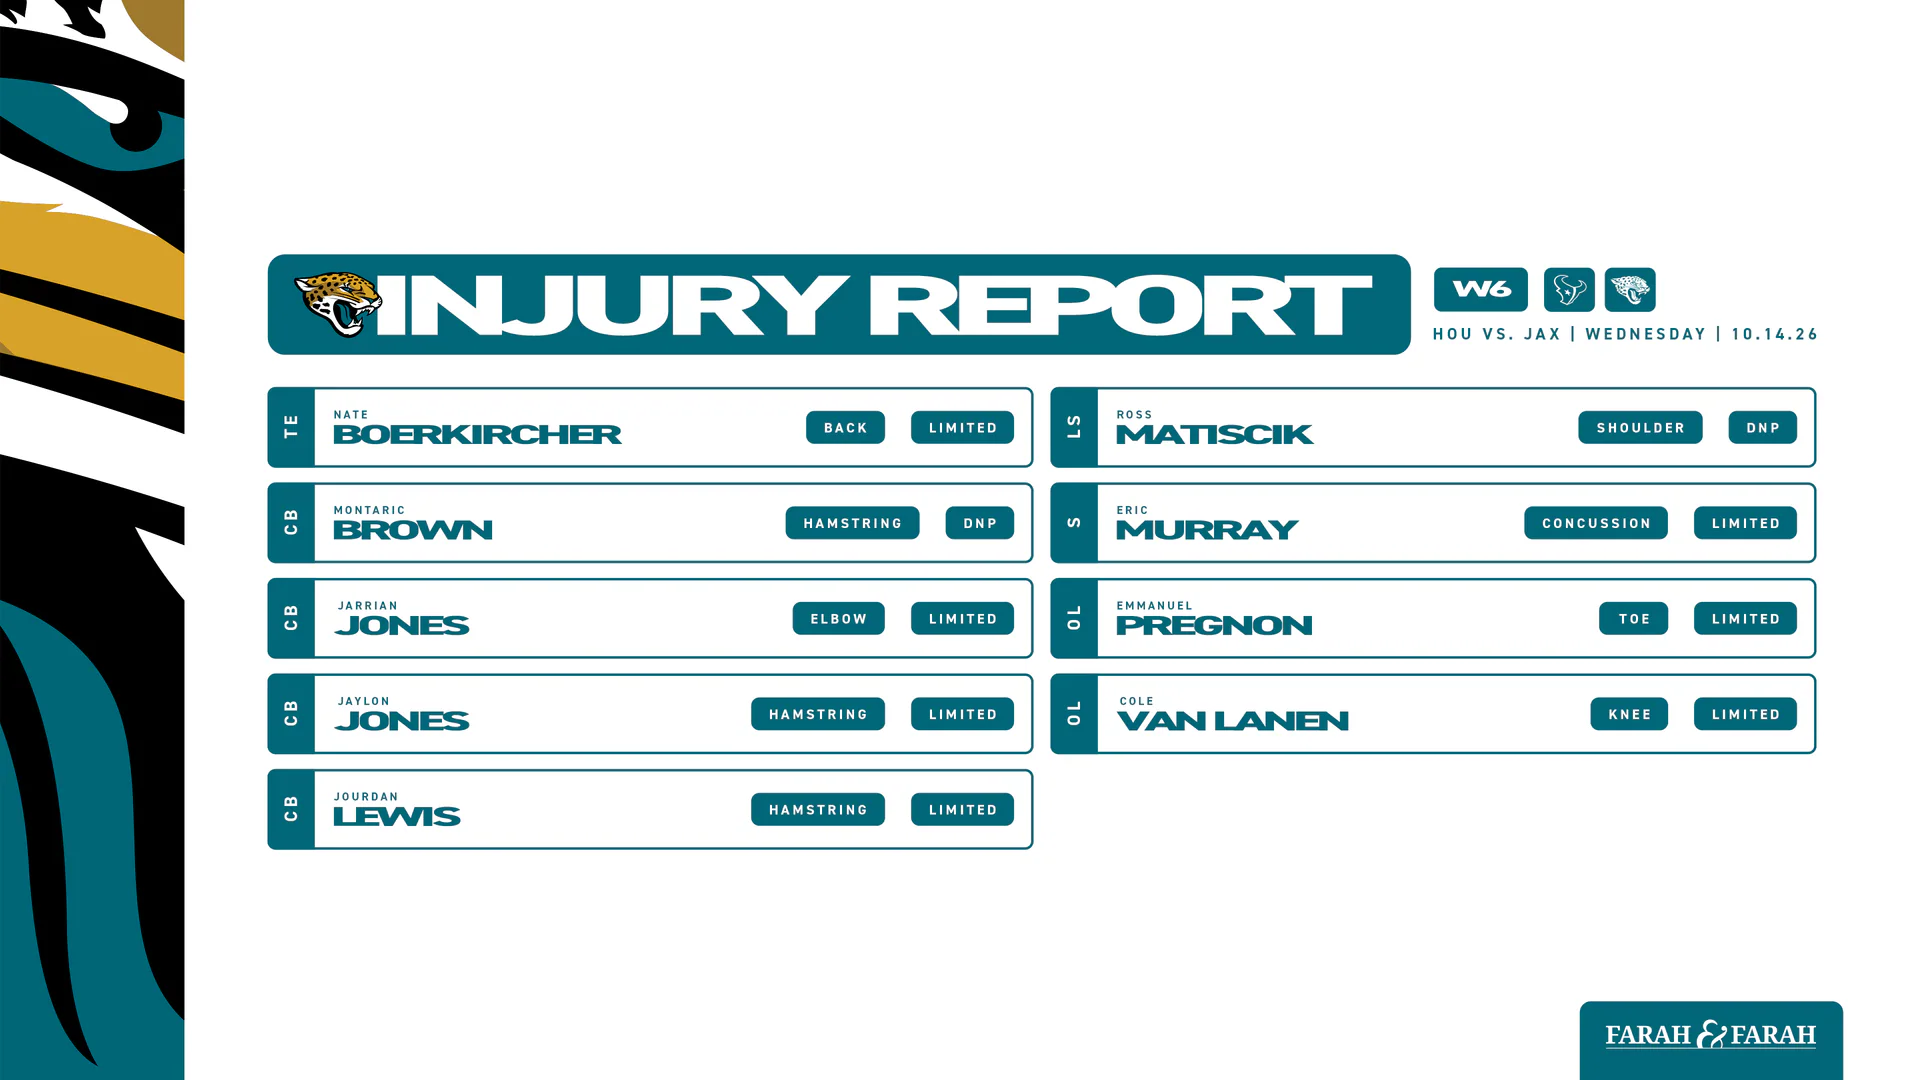 INJURY REPORT
W6
HOU VS. JAX | WEDNESDAY | 10.14.26
TE
NATE
BOERKIRCHER
BACK
LIMITED
CB
MONTARIC
BROWN
HAMSTRING
DNP
CB
JARRIAN
JONES
ELBOW
LIMITED
CB
JAYLON
JONES
HAMSTRING
LIMITED
CB
JOURDAN
LEWIS
HAMSTRING
LIMITED
LS
ROSS
MATISCIK
SHOULDER
DNP
S
ERIC
MURRAY
CONCUSSION
LIMITED
OL
EMMANUEL
PREGNON
TOE
LIMITED
OL
COLE
VAN LANEN
KNEE
LIMITED
FARAH & FARAH